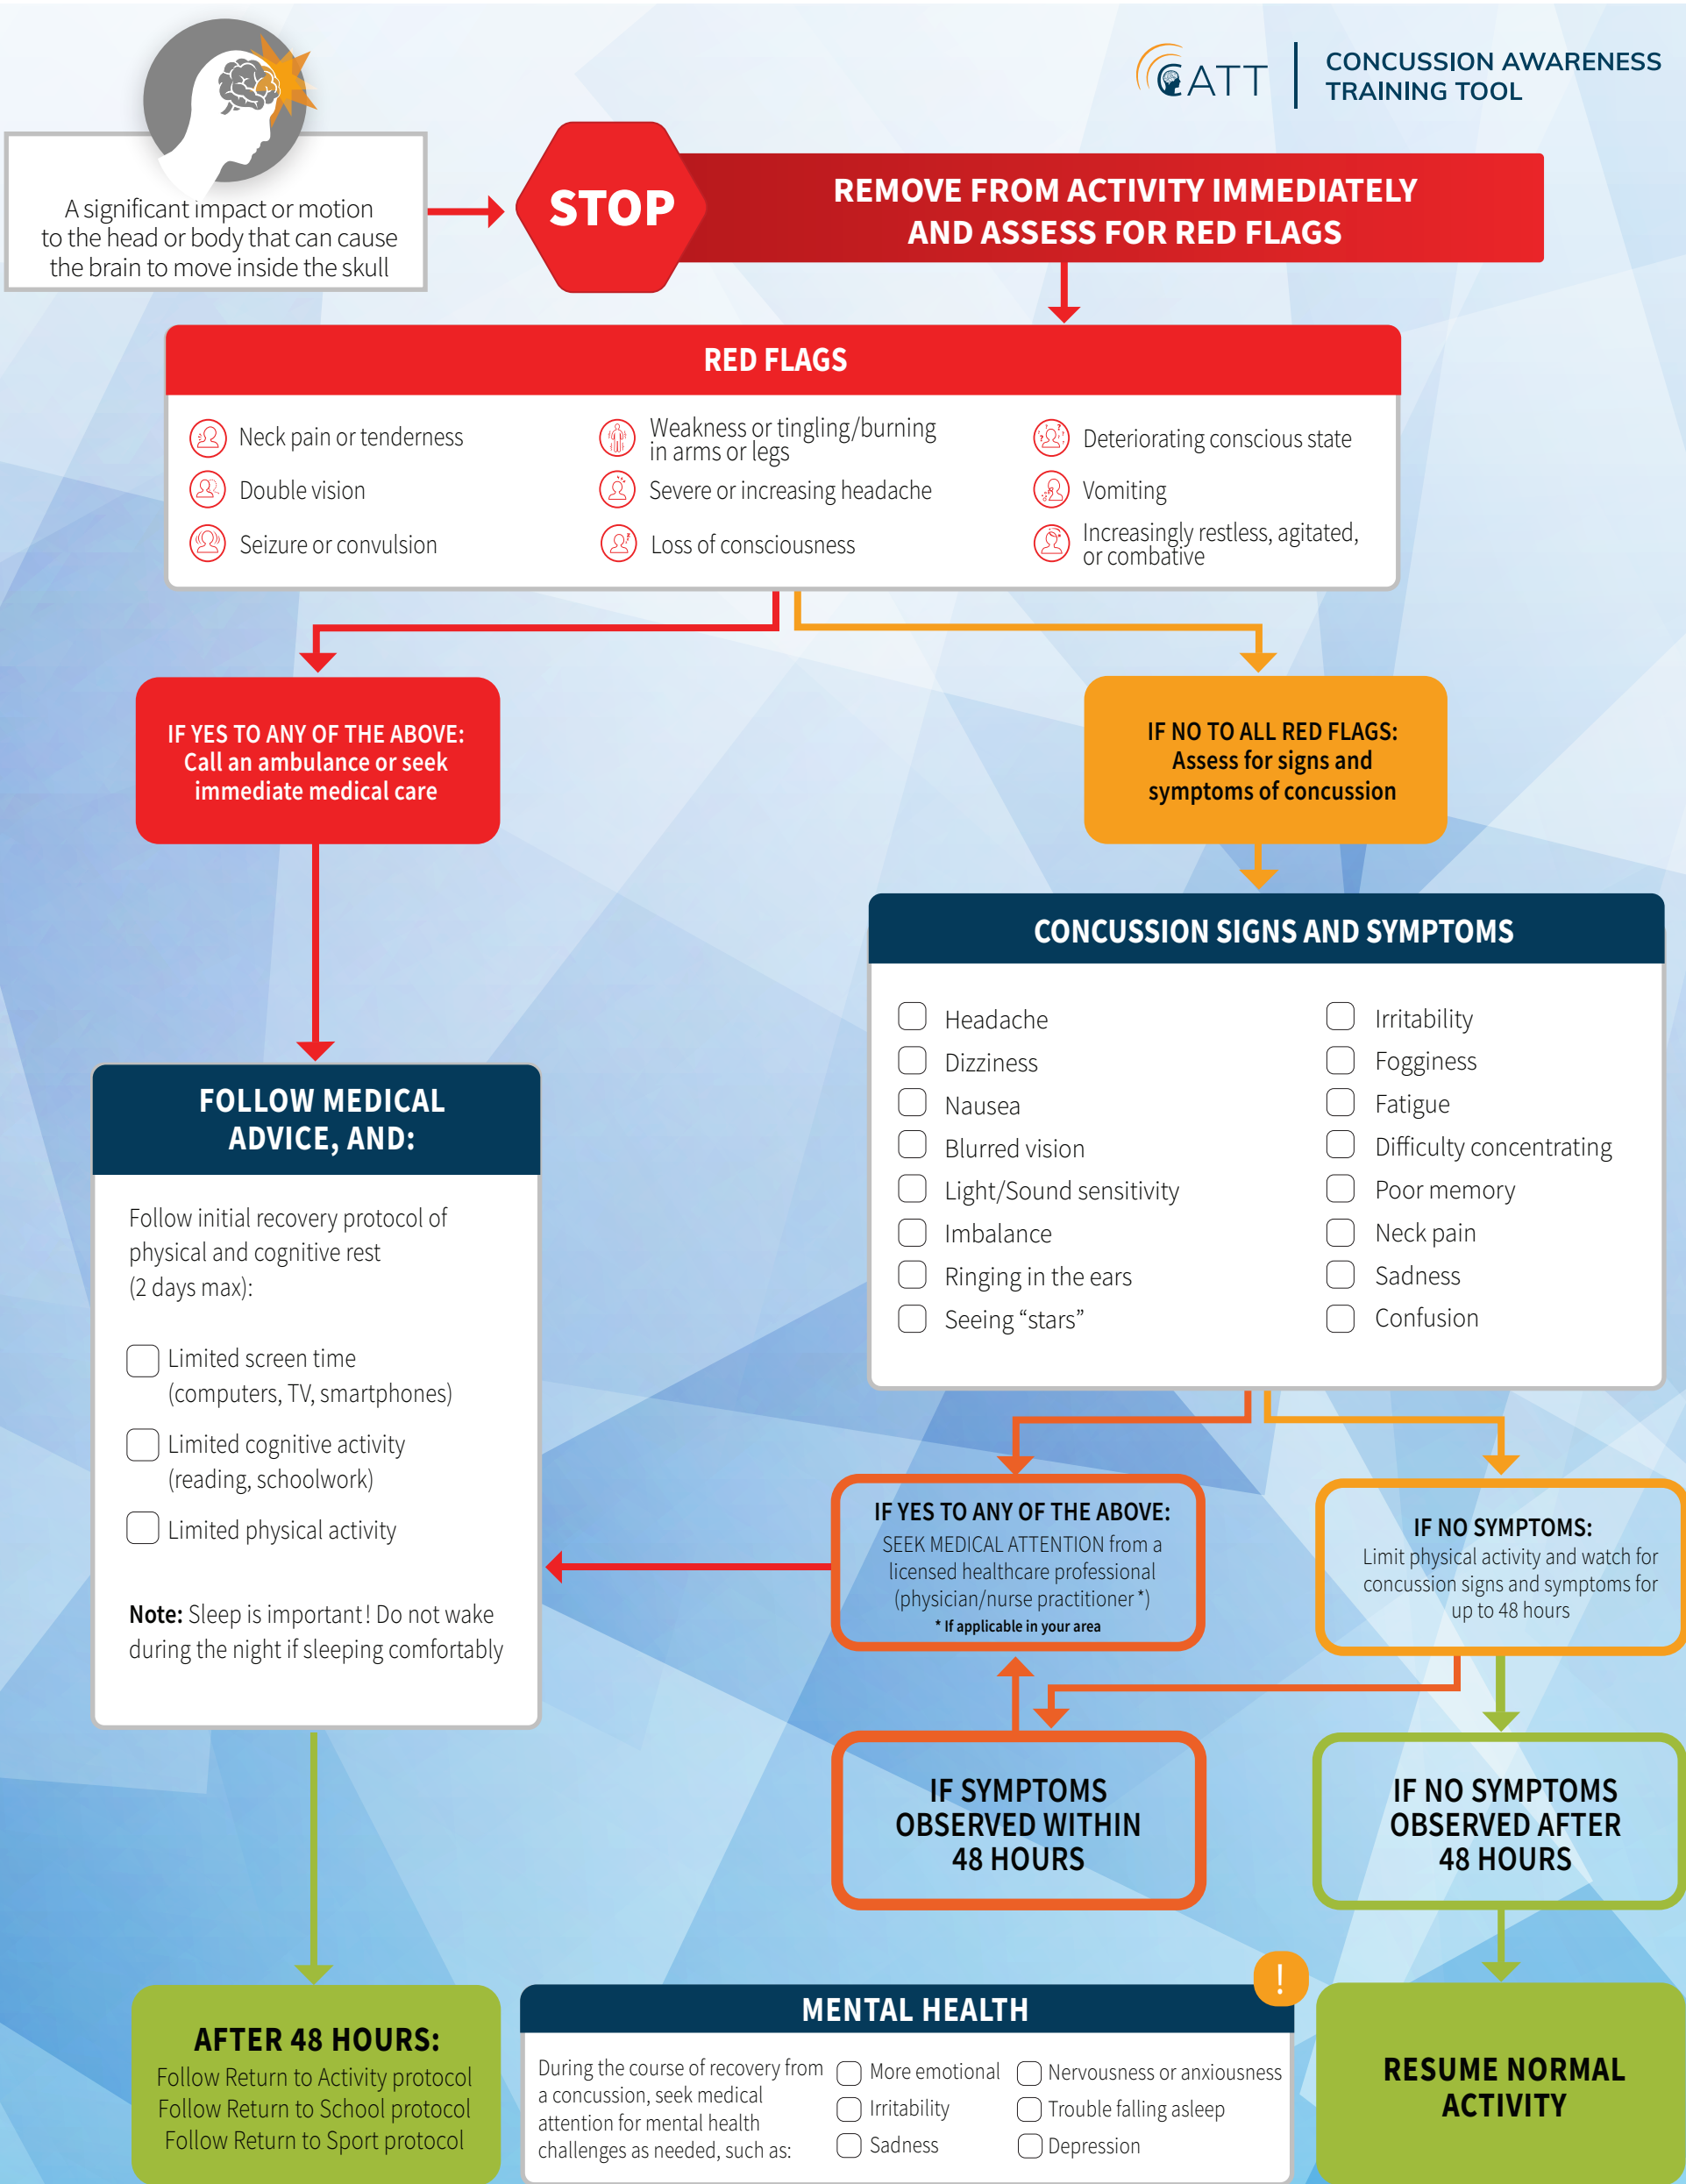 CATT
CONCUSSION AWARENESS
TRAINING TOOL
A significant impact or motion
to the head or body that can cause
the brain to move inside the skull
STOP
REMOVE FROM ACTIVITY IMMEDIATELY
AND ASSESS FOR RED FLAGS
RED FLAGS
Neck pain or tenderness
Double vision
Seizure or convulsion
Weakness or tingling/burning
in arms or legs
Severe or increasing headache
Loss of consciousness
Deteriorating conscious state
Vomiting
Increasingly restless, agitated,
or combative
IF YES TO ANY OF THE ABOVE:
Call an ambulance or seek
immediate medical care
IF NO TO ALL RED FLAGS:
Assess for signs and
symptoms of concussion
CONCUSSION SIGNS AND SYMPTOMS
Headache
Dizziness
Nausea
Blurred vision
Light/Sound sensitivity
Imbalance
Ringing in the ears
Seeing “stars”
Irritability
Fogginess
Fatigue
Difficulty concentrating
Poor memory
Neck pain
Sadness
Confusion
FOLLOW MEDICAL
ADVICE, AND:
Follow initial recovery protocol of
physical and cognitive rest
(2 days max):
Limited screen time
(computers, TV, smartphones)
Limited cognitive activity
(reading, schoolwork)
Limited physical activity
Note: Sleep is important! Do not wake
during the night if sleeping comfortably
IF YES TO ANY OF THE ABOVE:
SEEK MEDICAL ATTENTION from a
licensed healthcare professional
(physician/nurse practitioner*)
* If applicable in your area
IF NO SYMPTOMS:
Limit physical activity and watch for
concussion signs and symptoms for
up to 48 hours
IF SYMPTOMS
OBSERVED WITHIN
48 HOURS
IF NO SYMPTOMS
OBSERVED AFTER
48 HOURS
AFTER 48 HOURS:
Follow Return to Activity protocol
Follow Return to School protocol
Follow Return to Sport protocol
!
MENTAL HEALTH
During the course of recovery from
a concussion, seek medical
attention for mental health
challenges as needed, such as:
More emotional
Irritability
Sadness
Nervousness or anxiousness
Trouble falling asleep
Depression
RESUME NORMAL
ACTIVITY